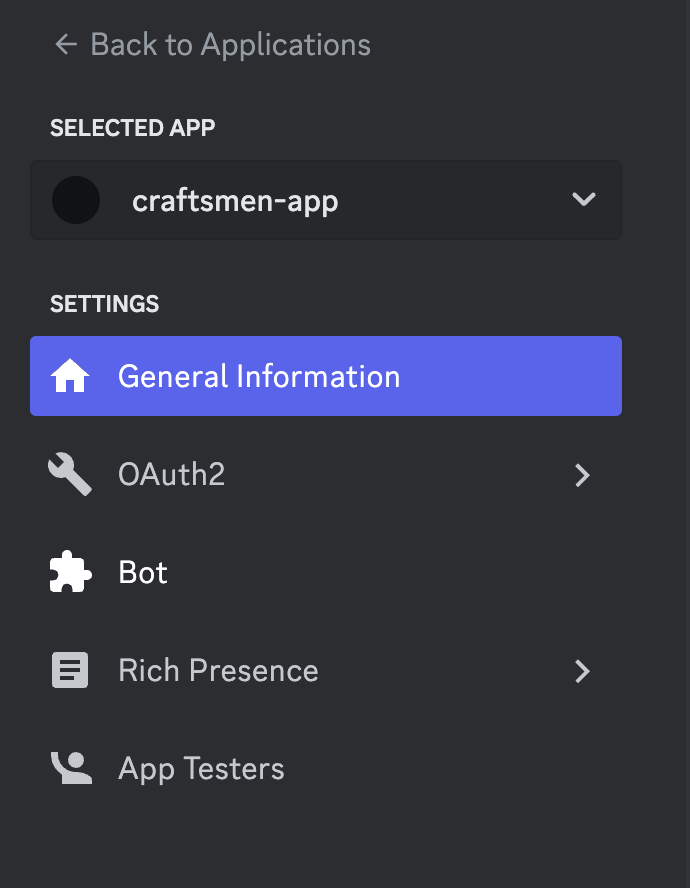 Back to Applications
SELECTED APP
craftsmen-app
SETTINGS
General Information
OAuth2
Bot
Rich Presence
App Testers